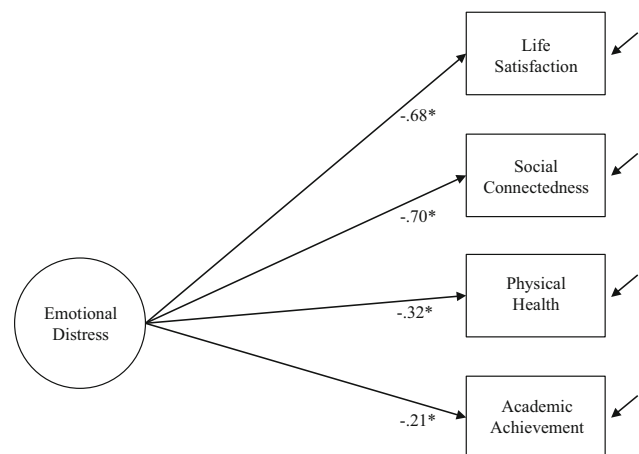 Life
Satisfaction
-.68*
Social
Connectedness
-.70*
Emotional
Distress
Physical
Health
-.32*
Academic
Achievement
-.21*